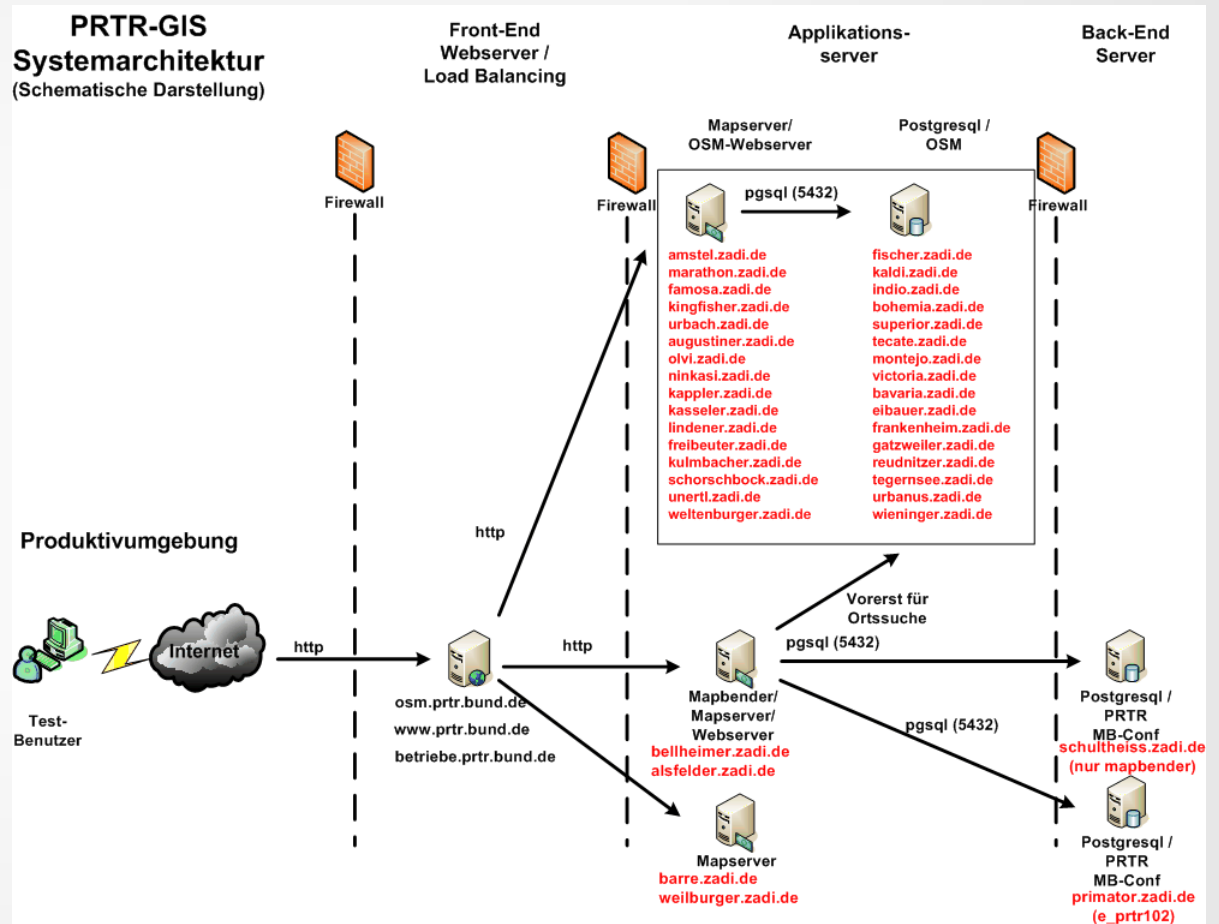 PRTR-GIS
Systemarchitektur
(Schematische Darstellung)
Front-End
Webserver /
Load Balancing
Applikations-
server
Back-End
Server
Mapserver/
OSM-Webserver
Postgresql /
OSM
Firewall
Firewall
Firewall
pgsql (5432)
amstel.zadi.de
marathon.zadi.de
famosa.zadi.de
kingfisher.zadi.de
urbach.zadi.de
augustiner.zadi.de
olvi.zadi.de
ninkasi.zadi.de
kappler.zadi.de
kasseler.zadi.de
lindener.zadi.de
freibeuter.zadi.de
kulmbacher.zadi.de
schorschbock.zadi.de
unertl.zadi.de
weltenburger.zadi.de
fischer.zadi.de
kaldi.zadi.de
indio.zadi.de
bohemia.zadi.de
superior.zadi.de
tecate.zadi.de
montejo.zadi.de
victoria.zadi.de
bavaria.zadi.de
eibauer.zadi.de
frankenheim.zadi.de
gatzweiler.zadi.de
reudnitzer.zadi.de
tegernsee.zadi.de
urbanus.zadi.de
wieninger.zadi.de
http
Produktivumgebung
Internet
http
http
Vorerst für
Ortssuche
pgsql (5432)
pgsql (5432)
Test-
Benutzer
osm.prtr.bund.de
www.prtr.bund.de
betriebe.prtr.bund.de
Mapbender/
Mapserver/
Webserver
bellheimer.zadi.de
alsfelder.zadi.de
Postgresql /
PRTR
MB-Conf
schultheiss.zadi.de
(nur mapbender)
Mapserver
barre.zadi.de
weilburger.zadi.de
Postgresql /
PRTR
MB-Conf
primator.zadi.de
(e_prtr102)